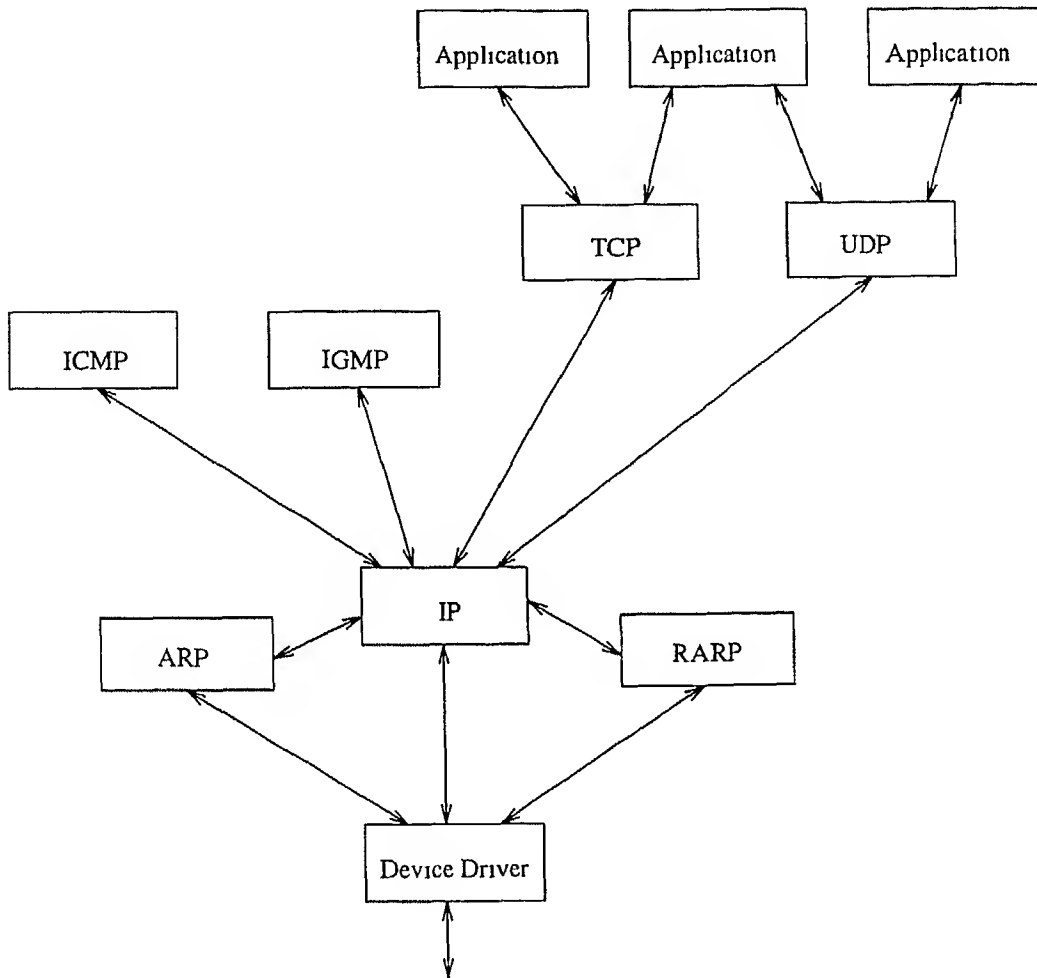 Application
Application
Application
TCP
UDP
ICMP
IGMP
IP
ARP
RARP
Device Driver